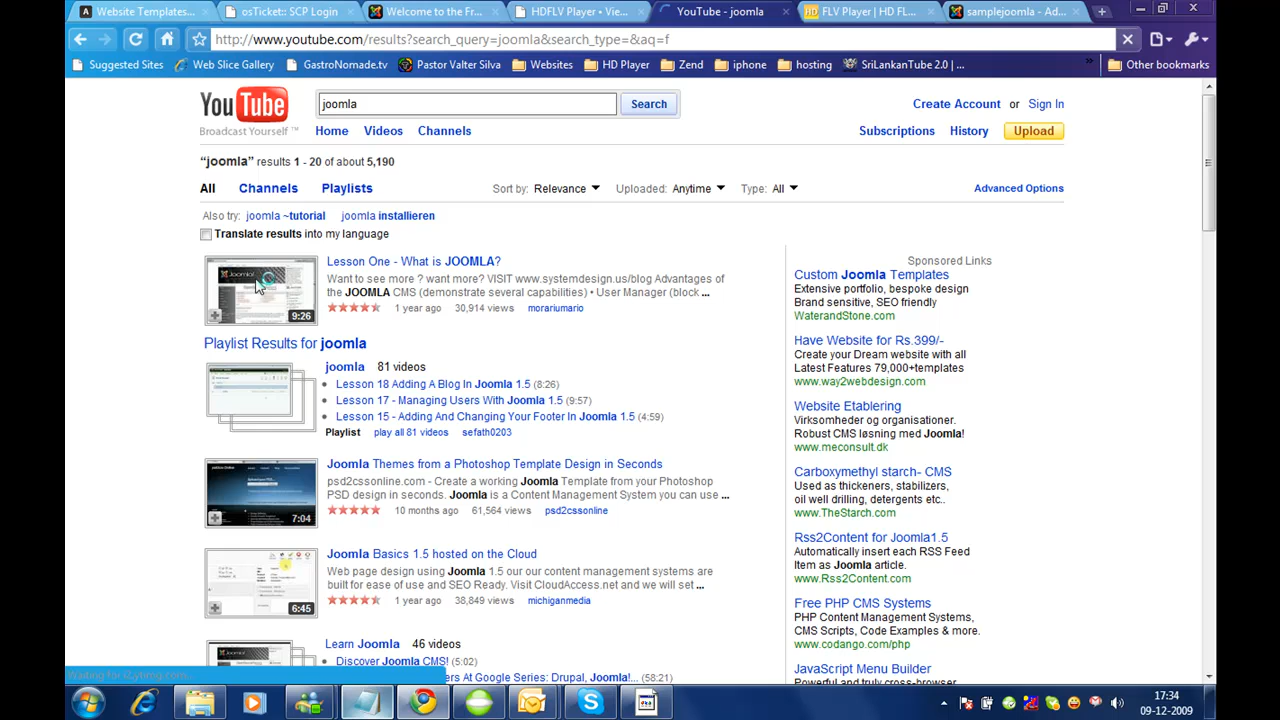 Website Templates...
osTicket:: SCP Login
Welcome to the Fr...
HDFLV Player • Vie...
YouTube - joomla
FLV Player | HD FL...
samplejoomla - Ad...
http://www.youtube.com/results?search_query=joomla&search_type=&aq=f
Suggested Sites
Web Slice Gallery
GastroNomade.tv
Pastor Valter Silva
Websites
HD Player
Zend
iphone
hosting
SriLankanTube 2.0 | ...
»
Other bookmarks
YouTube
Broadcast Yourself ™
joomla
Search
Create Account or Sign In
Home Videos Channels
Subscriptions History Upload
“joomla” results 1 - 20 of about 5,190
All Channels Playlists
Sort by: Relevance Uploaded: Anytime Type: All
Advanced Options
Also try: joomla ~tutorial joomla installieren
Translate results into my language
Joomla!
9:26
Lesson One - What is JOOMLA?
Want to see more ? want more? VISIT www.systemdesign.us/blog Advantages of
the JOOMLA CMS (demonstrate several capabilities) • User Manager (block ...
1 year ago 30,914 views morariumario
Playlist Results for joomla
joomla 81 videos
• Lesson 18 Adding A Blog In Joomla 1.5 (8:26)
• Lesson 17 - Managing Users With Joomla 1.5 (9:57)
• Lesson 15 - Adding And Changing Your Footer In Joomla 1.5 (4:59)
Playlist play all 81 videos sefath0203
7:04
Joomla Themes from a Photoshop Template Design in Seconds
psd2cssonline.com - Create a working Joomla Template from your Photoshop
PSD design in seconds. Joomla is a Content Management System you can use ...
10 months ago 61,564 views psd2cssonline
6:45
Joomla Basics 1.5 hosted on the Cloud
Web page design using Joomla 1.5 our our content management systems are
built for ease of use and SEO Ready. Visit CloudAccess.net and we will set ...
1 year ago 38,849 views michiganmedia
Learn Joomla 46 videos
• Discover Joomla CMS! (5:02)
ers At Google Series: Drupal, Joomla!... (58:21)
Sponsored Links
Custom Joomla Templates
Extensive portfolio, bespoke design
Brand sensitive, SEO friendly
WaterandStone.com
Have Website for Rs.399/-
Create your Dream website with all
Latest Features 79,000+templates
www.way2webdesign.com
Website Etablering
Virksomheder og organisationer.
Robust CMS løsning med Joomla!
www.meconsult.dk
Carboxymethyl starch- CMS
Used as thickeners, stabilizers,
oil well drilling, detergents etc..
www.TheStarch.com
Rss2Content for Joomla1.5
Automatically insert each RSS Feed
Item as Joomla article.
www.Rss2Content.com
Free PHP CMS Systems
PHP Content Management Systems,
CMS Scripts, Code Examples & more.
www.codango.com/php
JavaScript Menu Builder
Powerful and truly cross-browser
17:34
09-12-2009